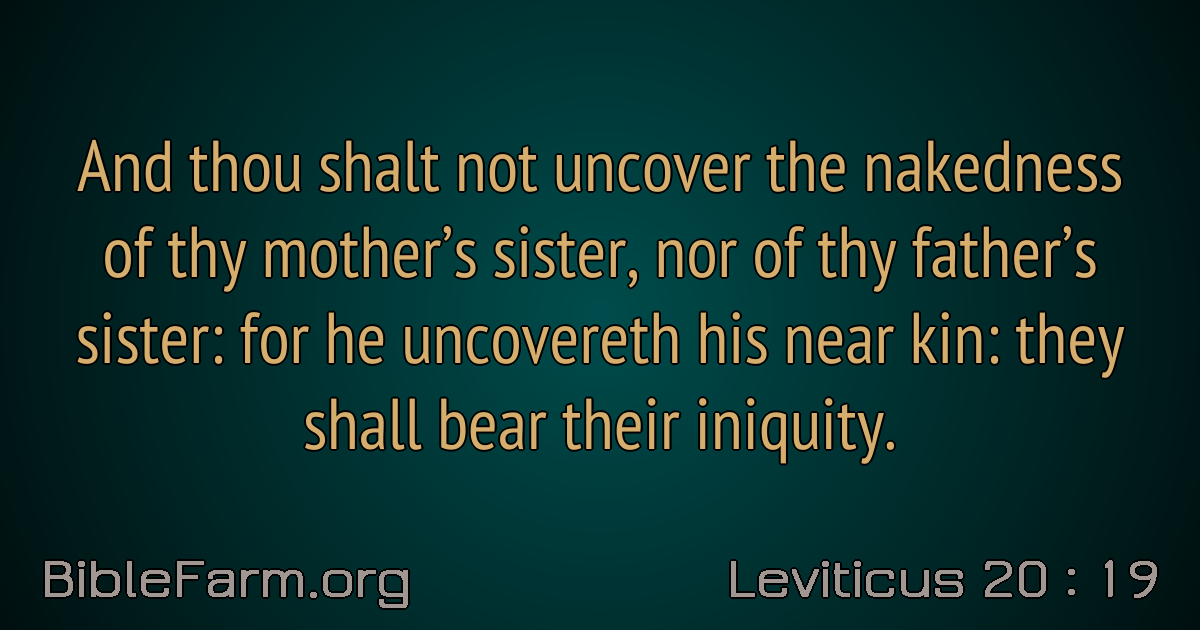 And thou shalt not uncover the nakedness
of thy mother’s sister, nor of thy father’s
sister: for he uncovereth his near kin: they
shall bear their iniquity.
BibleFarm.org
Leviticus 20 : 19